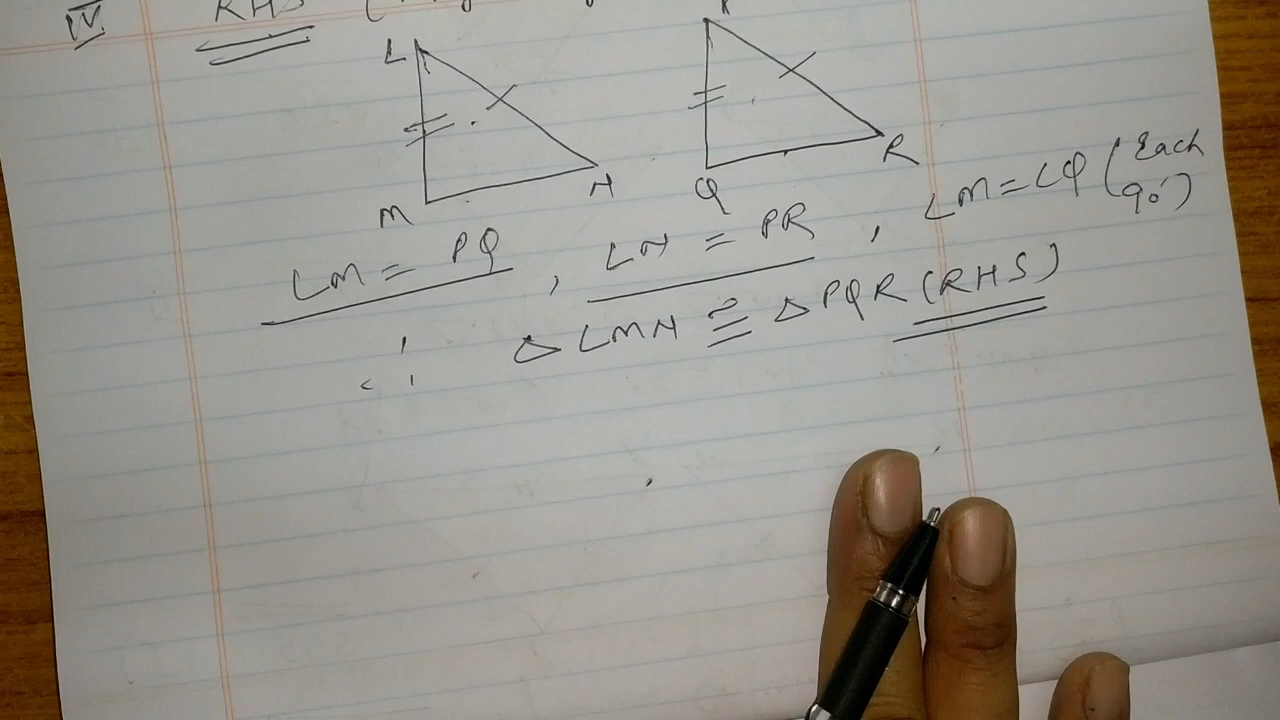 IV RHS (
L
M N
Q R
LM = PQ , LN = PR , ∠M = ∠Q (Each 90°)
∴ △ LMN ≅ △ PQR (RHS)